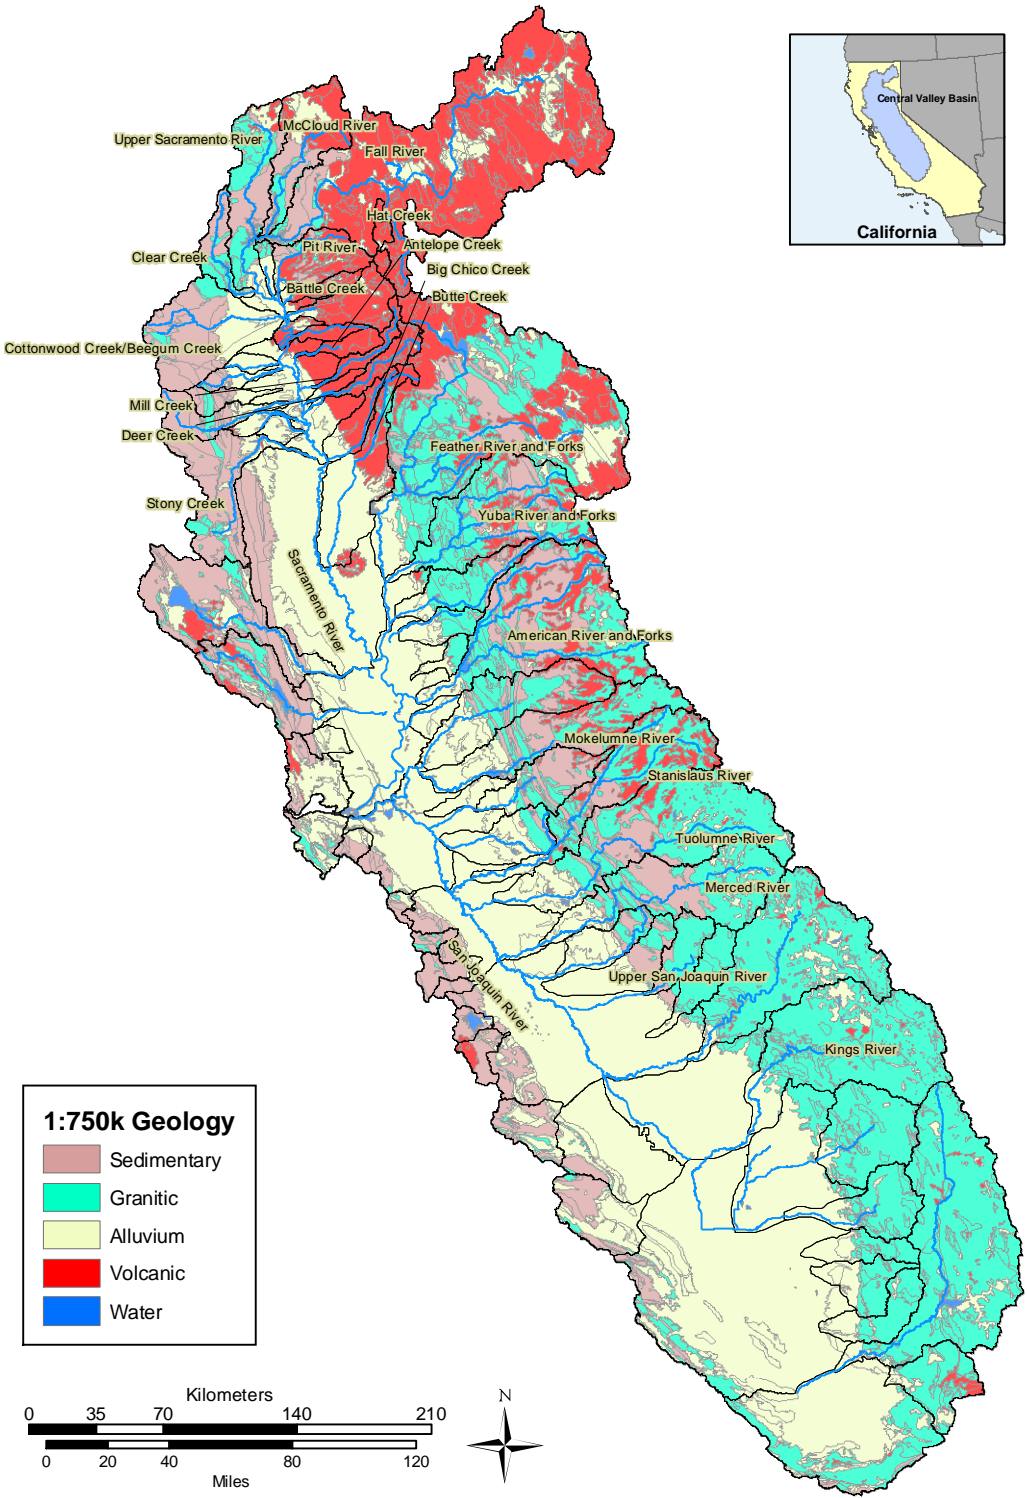 Central Valley Basin
California
McCloud River
Upper Sacramento River
Fall River
Hat Creek
Pit River
Antelope Creek
Clear Creek
Big Chico Creek
Battle Creek
Butte Creek
Cottonwood Creek/Beegum Creek
Mill Creek
Deer Creek
Feather River and Forks
Stony Creek
Yuba River and Forks
Sacramento River
American River and Forks
Mokelumne River
Stanislaus River
Tuolumne River
Merced River
San Joaquin River
Upper San Joaquin River
Kings River
1:750k Geology
Sedimentary
Granitic
Alluvium
Volcanic
Water
Kilometers
0 35 70 140 210
0 20 40 80 120
Miles
N